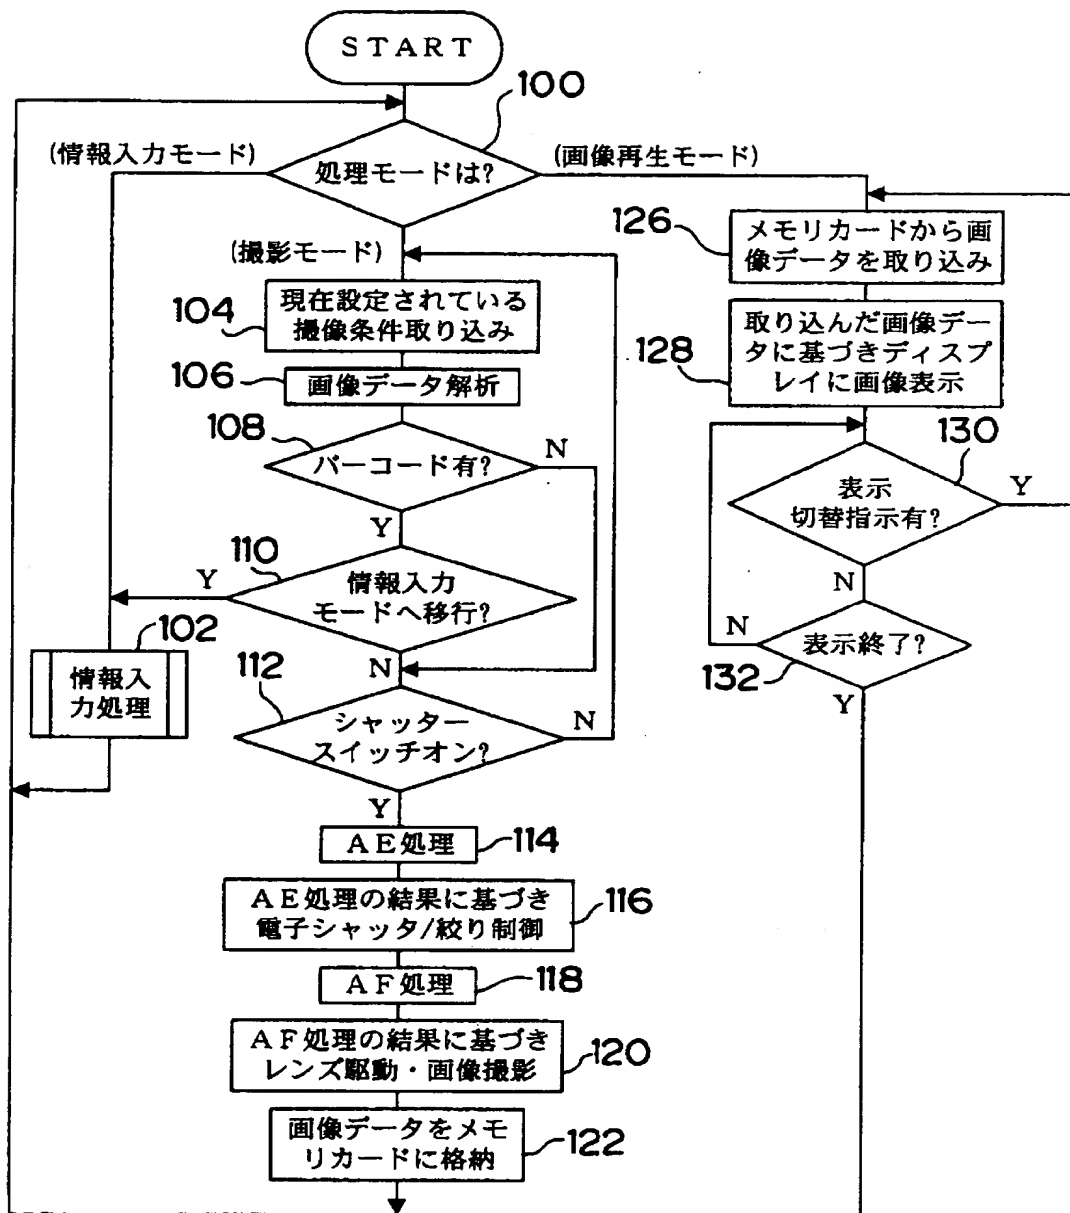 START
100
(情報入力モード)
処理モードは?
(画像再生モード)
(撮影モード)
104
現在設定されている
撮像条件取り込み
106
画像データ解析
108
バーコード有?
N
Y
110
情報入力
モードへ移行?
Y
N
102
情報入
力処理
112
シャッター
スイッチオン?
N
Y
AE処理
114
AE処理の結果に基づき
電子シャッタ/絞り制御
116
AF処理
118
AF処理の結果に基づき
レンズ駆動・画像撮影
120
画像データをメモ
リカードに格納
122
126
メモリカードから画
像データを取り込み
128
取り込んだ画像デー
タに基づきディスプ
レイに画像表示
130
表示
切替指示有?
Y
N
表示終了?
N
132
Y